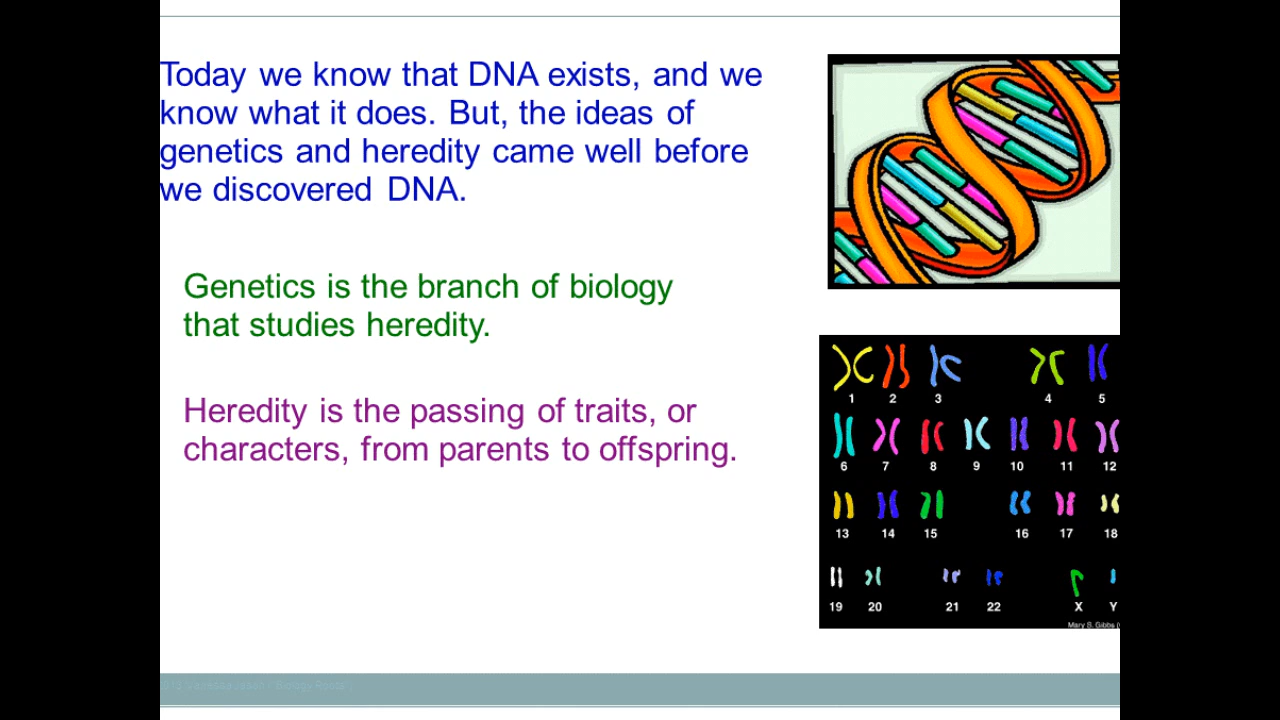 Today we know that DNA exists, and we
know what it does. But, the ideas of
genetics and heredity came well before
we discovered DNA.
Genetics is the branch of biology
that studies heredity.
Heredity is the passing of traits, or
characters, from parents to offspring.
1 2 3 4 5
6 7 8 9 10 11 12
13 14 15 16 17 18
19 20 21 22 X Y
Mary S. Gibbs